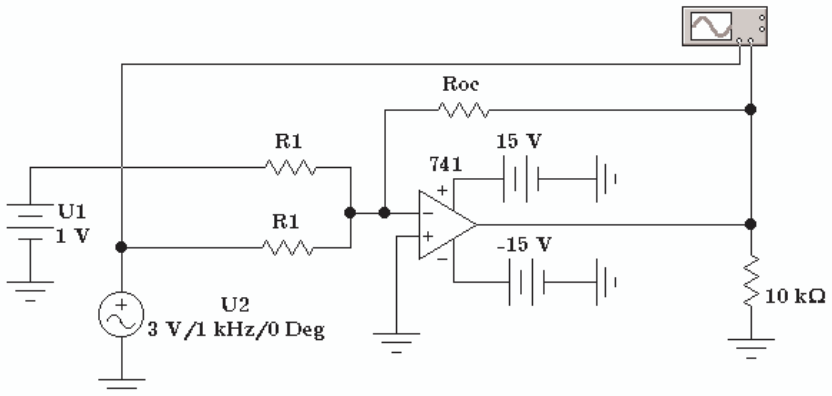 Roc
R1
15 V
741
U1
1 V
R1
-15 V
U2
3 V/1 kHz/0 Deg
10 kΩ